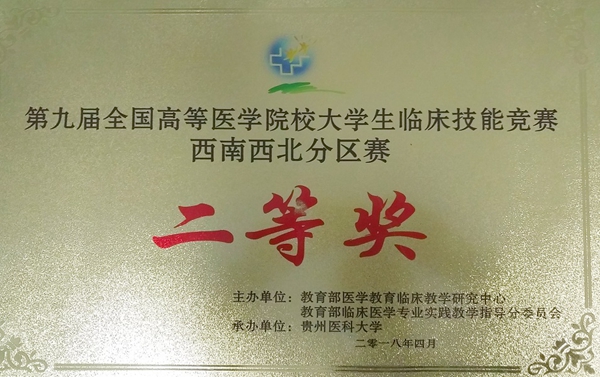 第九届全国高等医学院校大学生临床技能竞赛
西南西北分区赛
二等奖
主办单位：教育部医学教育临床教学研究中心
教育部临床医学专业实践教学指导分委员会
承办单位：贵州医科大学
二零一八年四月